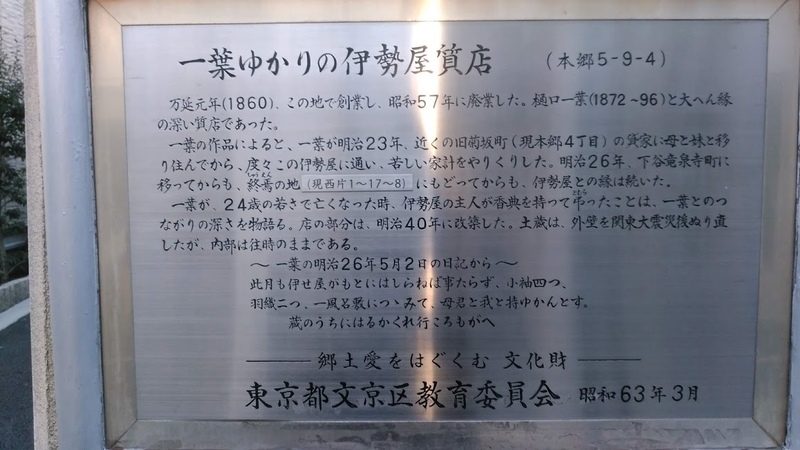 一葉ゆかりの伊勢屋質店 (本郷5-9-4)
万延元年(1860)、この地で創業し、昭和57年に廃業した。樋口一葉(1872~96)と大へん縁
の深い質店であった。
一葉の作品によると、一葉が明治23年、近くの旧菊坂町(現本郷4丁目)の貸家に母と妹と移
り住んでから、度々この伊勢屋に通い、苦しい家計をやりくりした。明治26年、下谷竜泉寺町に
移ってからも、終焉の地(現西片1~17~8)にもどってからも、伊勢屋との縁は続いた。
一葉が、24歳の若さで亡くなった時、伊勢屋の主人が香典を持って弔ったことは、一葉とのつ
ながりの深さを物語る。店の部分は、明治40年に改築した。土蔵は、外壁を関東大震災後ぬり直
したが、内部は往時のままである。
~一葉の明治26年5月2日の日記から~
此月も伊せ屋がもとにはしらねば事たらず、小袖四つ、
羽織二つ、一風呂敷につゝみて、母君と我と持ゆかんとす。
蔵のうちにはるかくれ行ころもがへ
郷土愛をはぐくむ 文化財
東京都文京区教育委員会 昭和63年3月